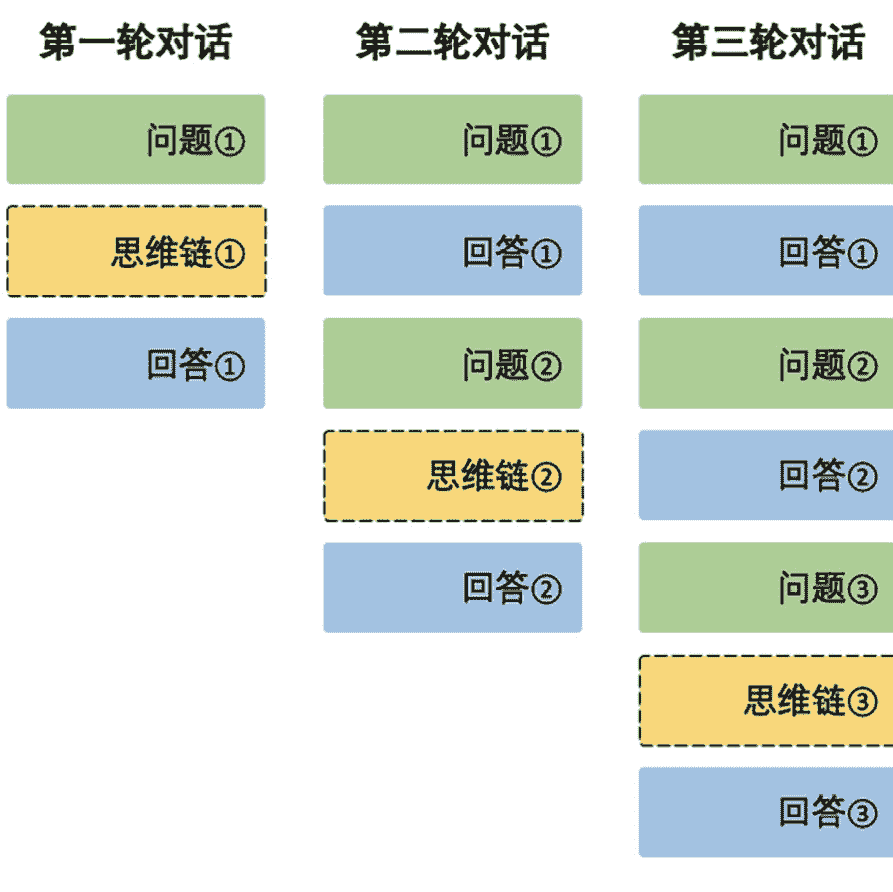 第一轮对话
问题①
思维链①
回答①
第二轮对话
问题①
回答①
问题②
思维链②
回答②
第三轮对话
问题①
回答①
问题②
回答②
问题③
思维链③
回答③